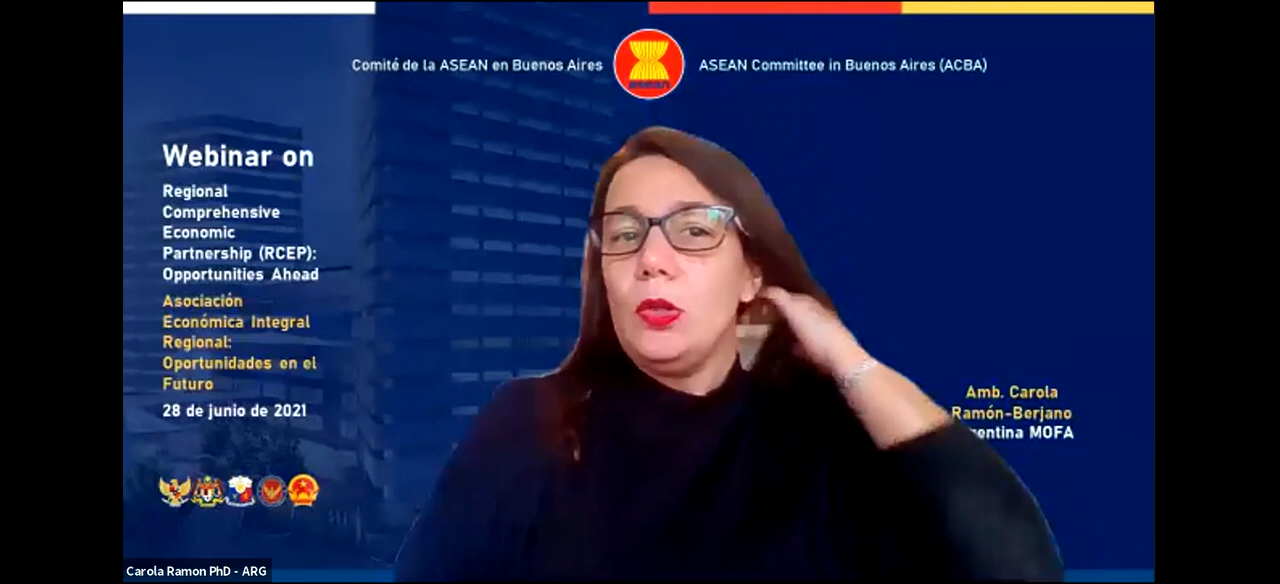 Comité de la ASEAN en Buenos Aires
asean
ASEAN Committee in Buenos Aires (ACBA)
Webinar on
Regional
Comprehensive
Economic
Partnership (RCEP):
Opportunities Ahead
Asociación
Económica Integral
Regional:
Oportunidades en el
Futuro
28 de junio de 2021
Amb. Carola
Ramón-Berjano
entina MOFA
Carola Ramon PhD - ARG